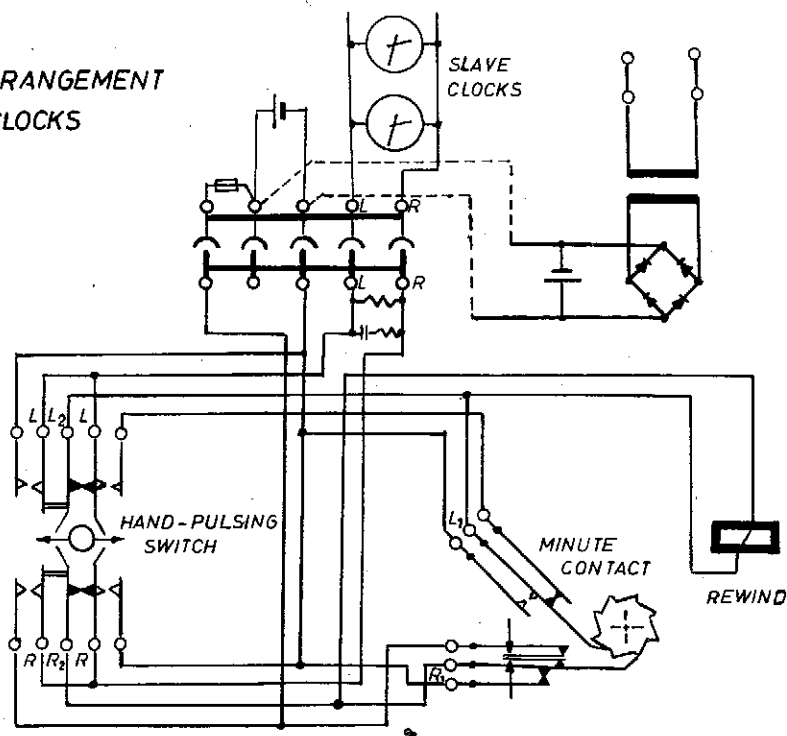 RANGEMENT
LOCKS
SLAVE
CLOCKS
L R
L R
L L2 L
HAND-PULSING
SWITCH
L1
MINUTE
CONTACT
REWIND
R R2 R
R1